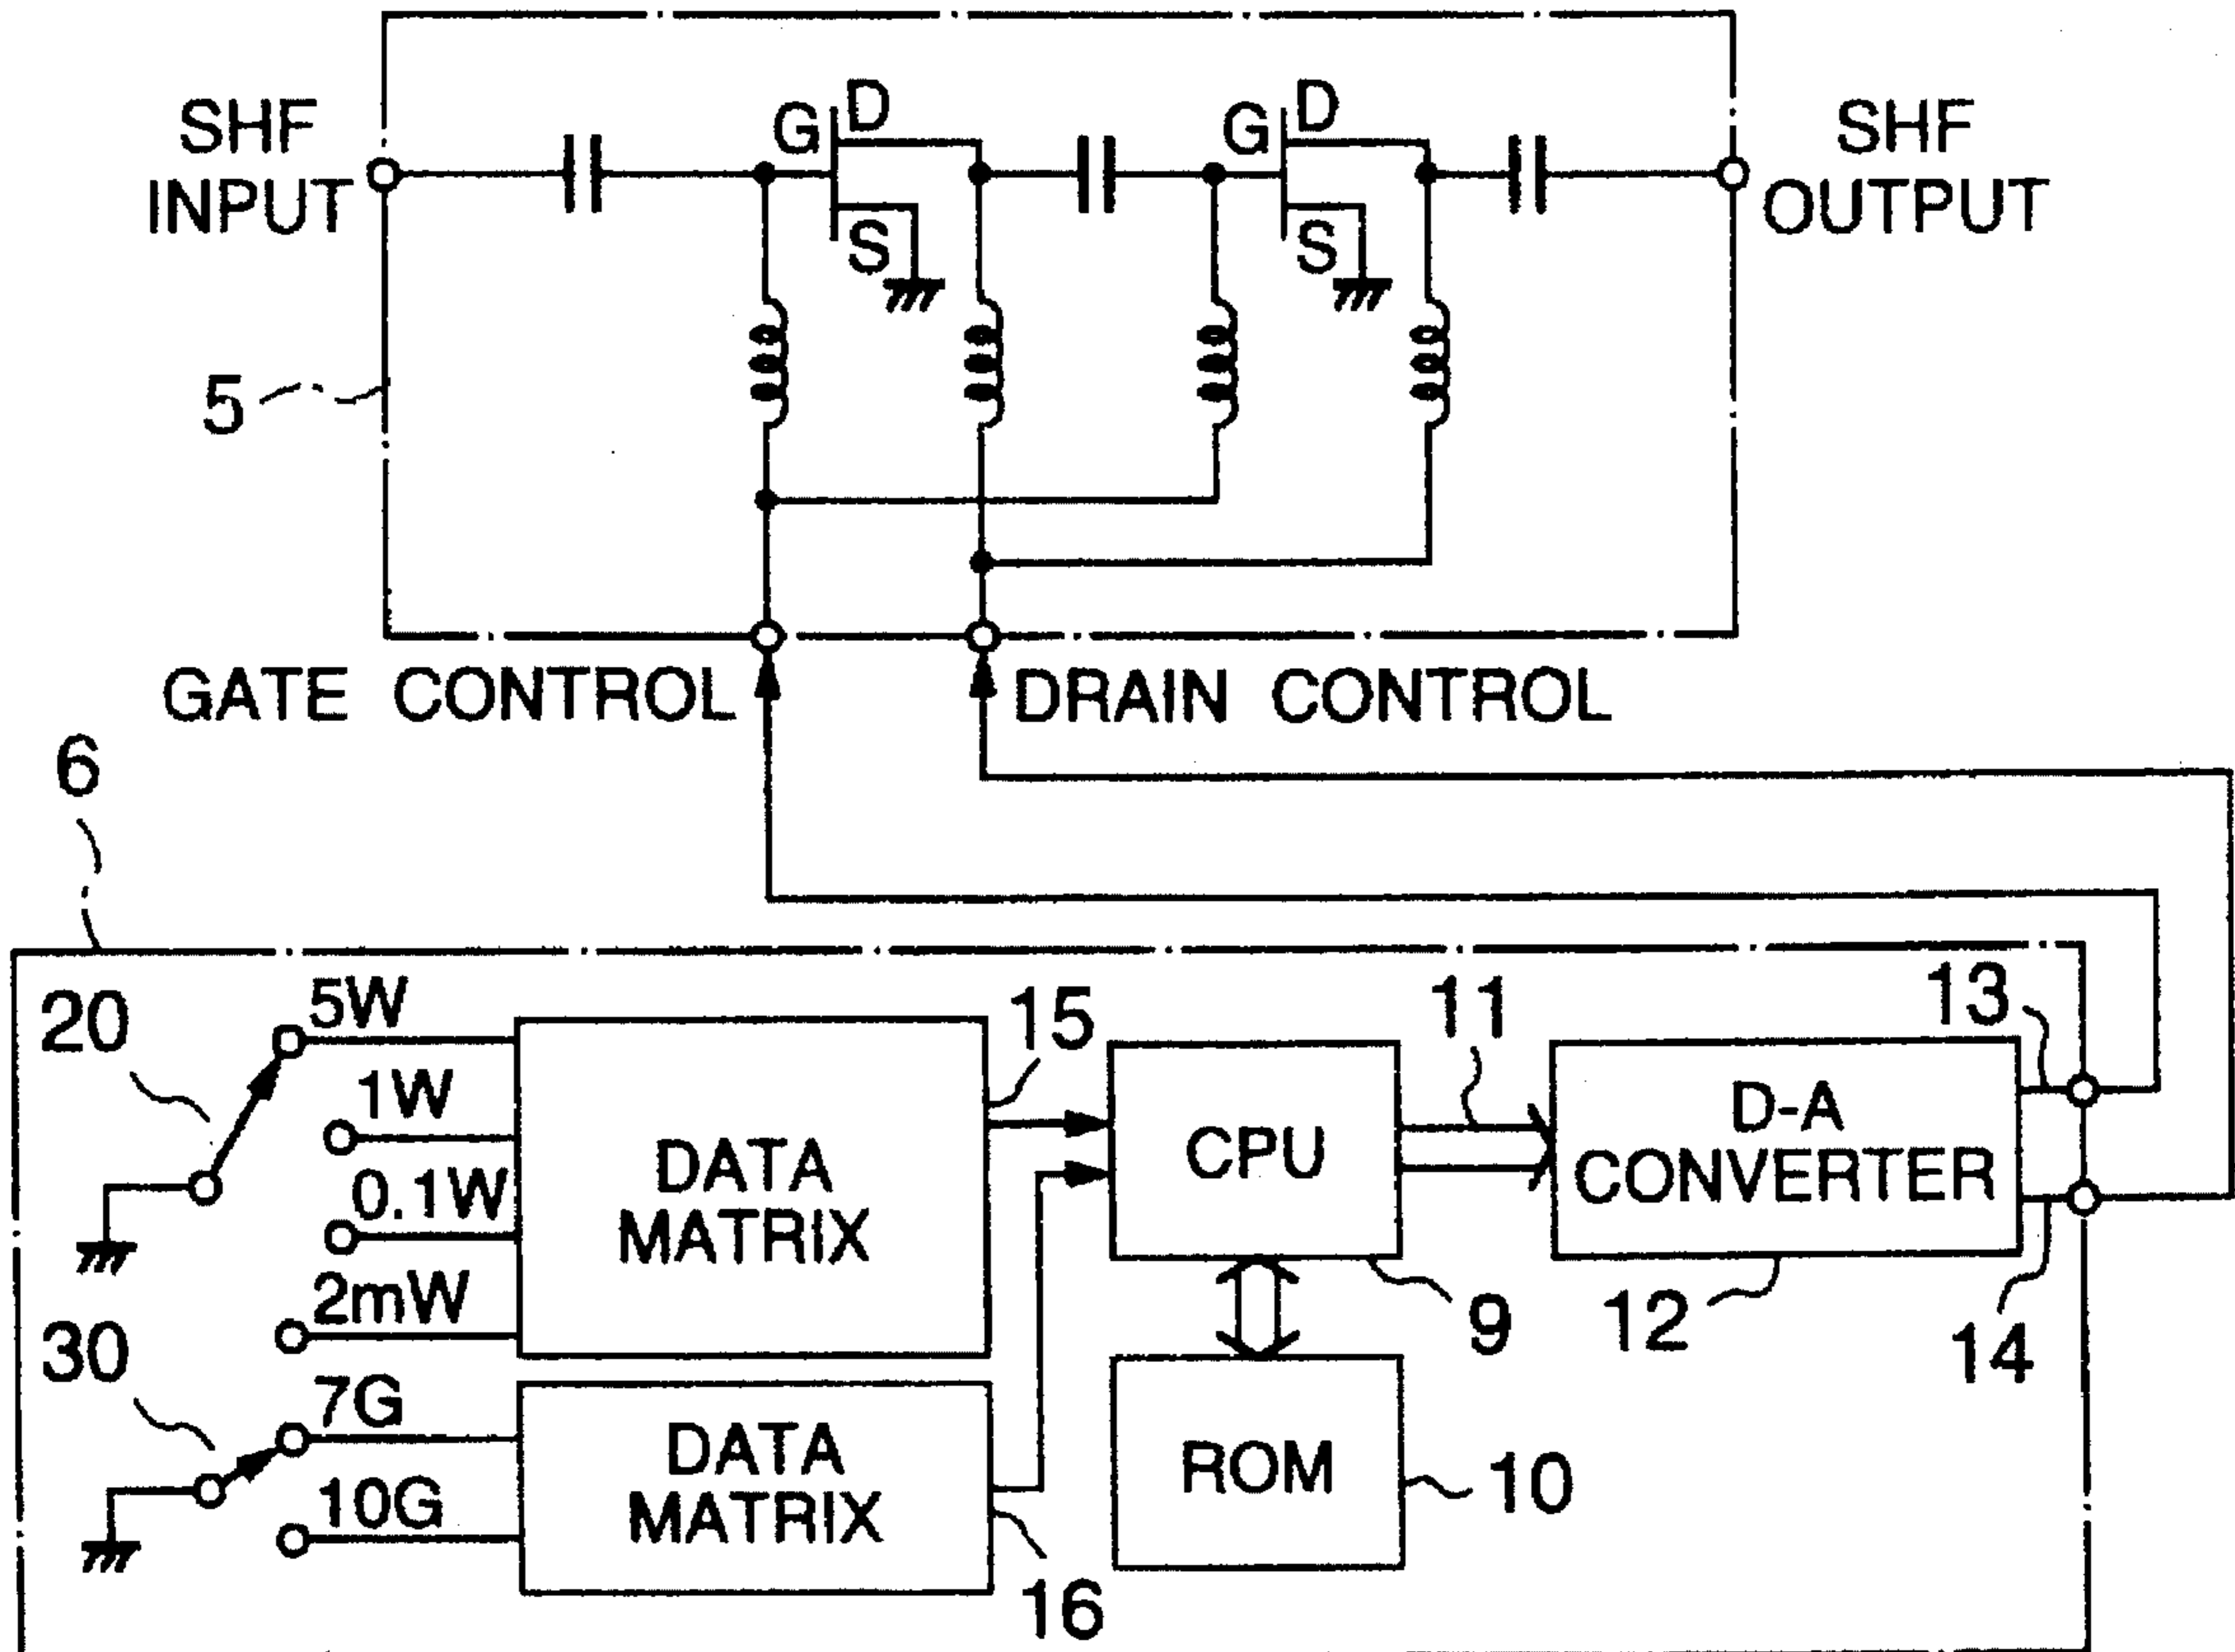 SHF
INPUT
G
D
S
G
D
S
SHF
OUTPUT
5
GATE CONTROL
DRAIN CONTROL
6
20
5W
1W
0.1W
2mW
DATA
MATRIX
15
CPU
11
D-A
CONVERTER
13
9
12
14
30
7G
10G
DATA
MATRIX
16
ROM
10